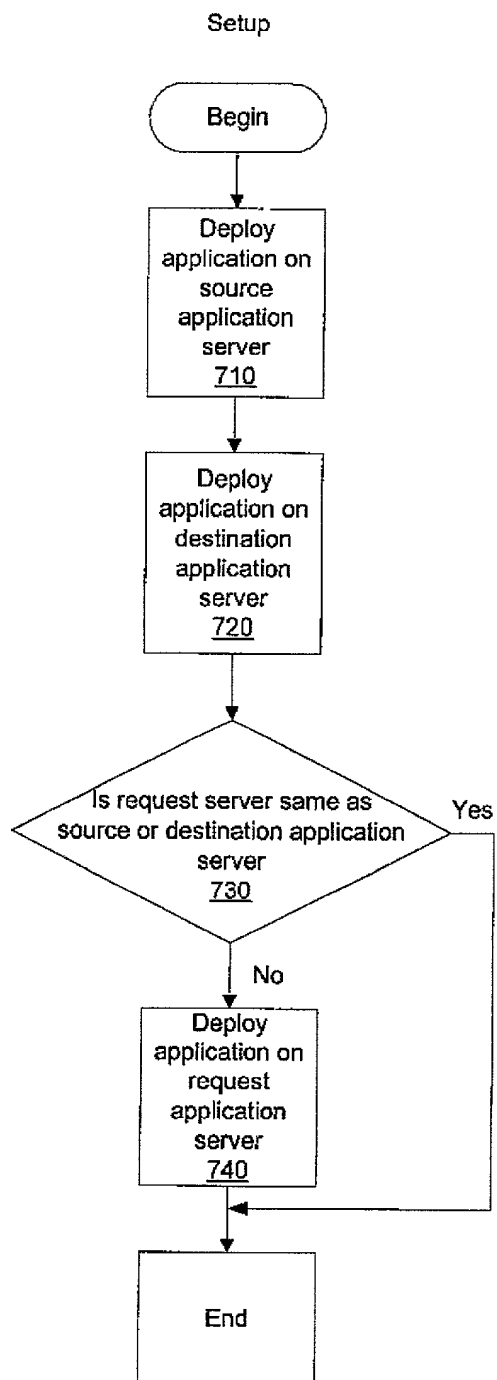 Setup
Begin
Deploy
application on
source
application
server
710
Deploy
application on
destination
application
server
720
Is request server same as
source or destination application
server
730
Yes
No
Deploy
application on
request
application
server
740
End